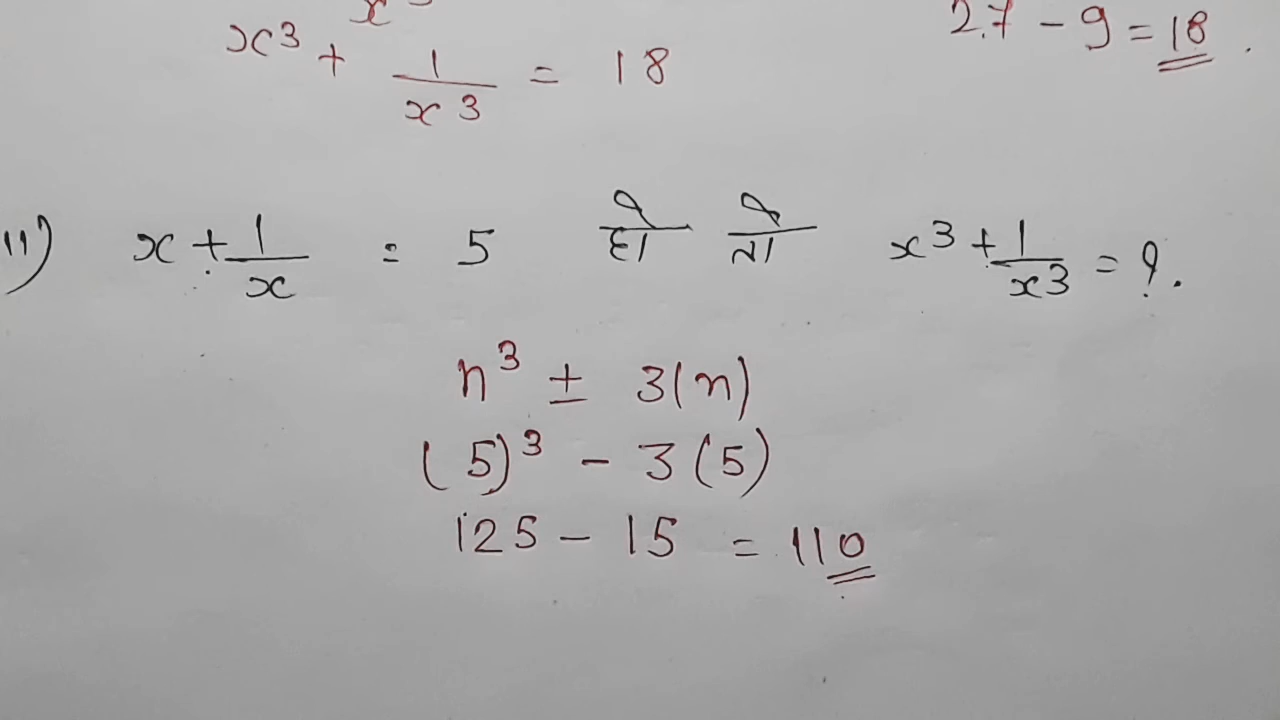 x³ + 1/x³ = 18
27 - 9 = 18
11) x + 1/x = 5 हो तो x³ + 1/x³ = ?.
n³ ± 3(n)
(5)³ - 3(5)
125 - 15 = 110